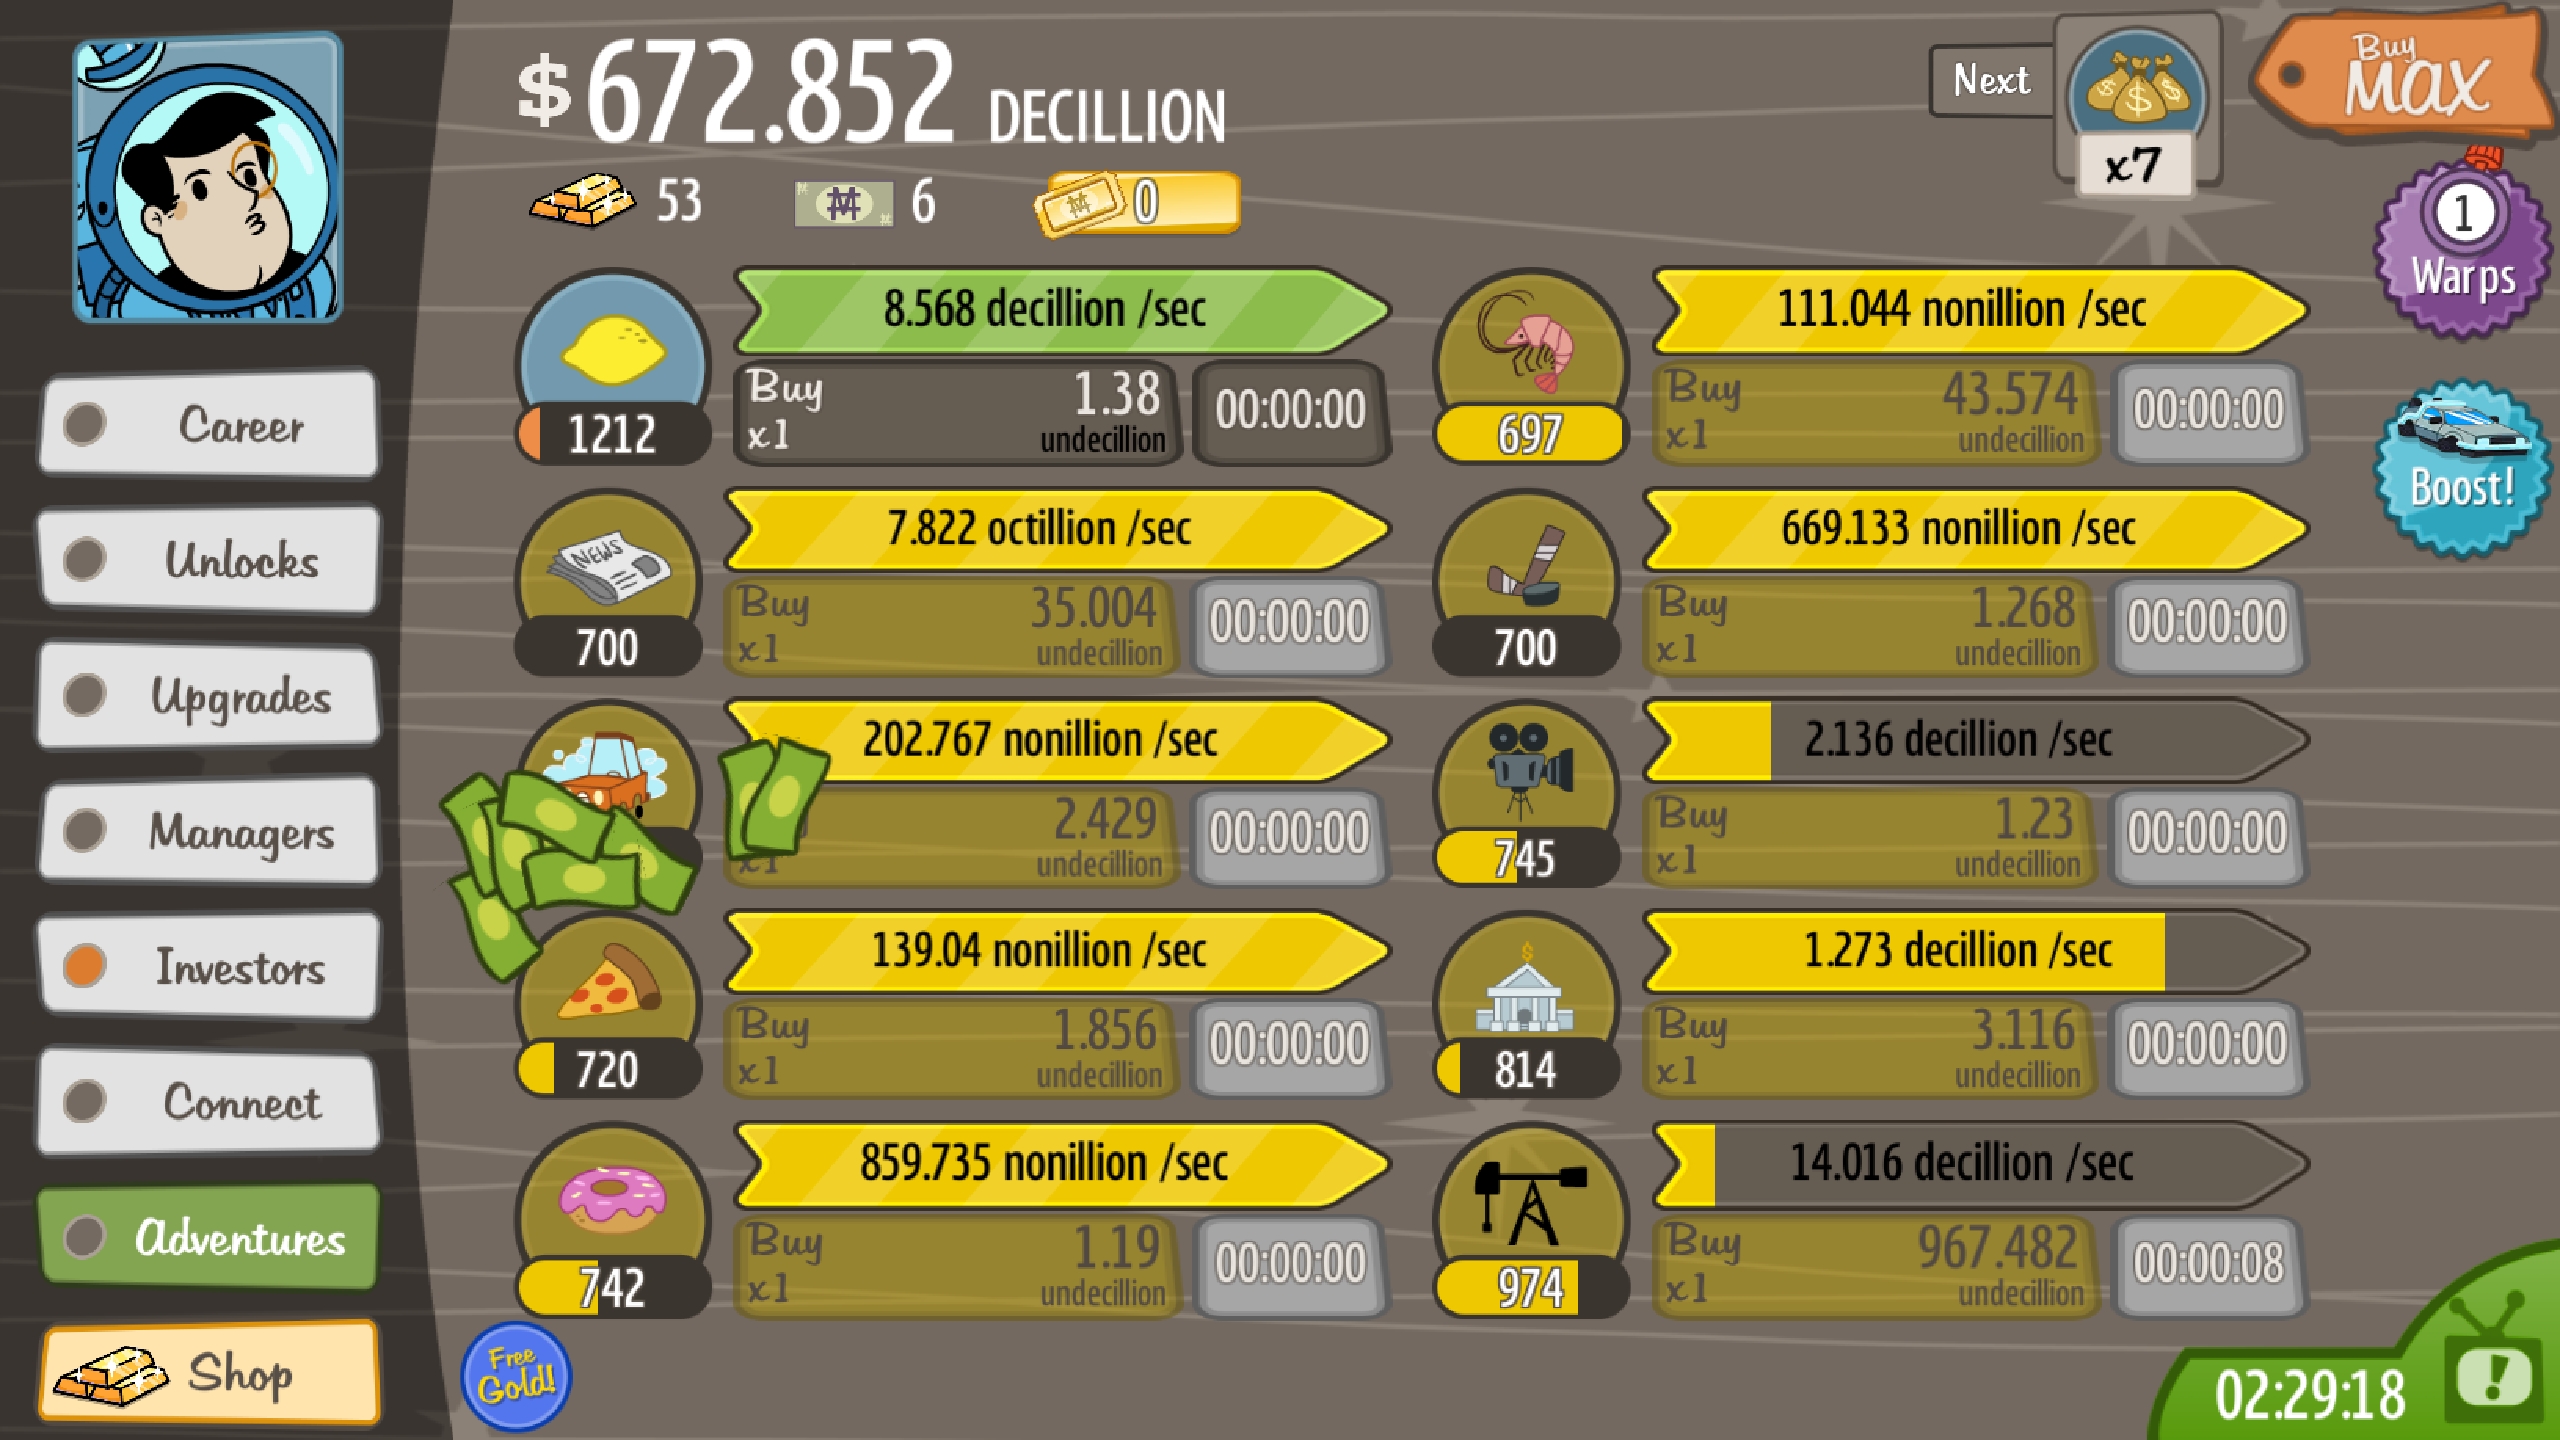 $672.852 DECILLION
Next
x7
Buy
MAX
53
6
0
1
Warps
Boost!
Career
Unlocks
Upgrades
Managers
Investors
Connect
Adventures
Shop
8.568 decillion /sec
Buy
x1
1.38
undecillion
00:00:00
1212
111.044 nonillion /sec
Buy
x1
43.574
undecillion
00:00:00
697
NEWS
7.822 octillion /sec
Buy
x1
35.004
undecillion
00:00:00
700
669.133 nonillion /sec
Buy
x1
1.268
undecillion
00:00:00
700
202.767 nonillion /sec
x1
2.429
undecillion
00:00:00
2.136 decillion /sec
Buy
x1
1.23
undecillion
00:00:00
745
139.04 nonillion /sec
Buy
x1
1.856
undecillion
00:00:00
720
1.273 decillion /sec
Buy
x1
3.116
undecillion
00:00:00
814
859.735 nonillion /sec
Buy
x1
1.19
undecillion
00:00:00
742
14.016 decillion /sec
Buy
x1
967.482
undecillion
00:00:08
974
Free
Gold!
02:29:18
!